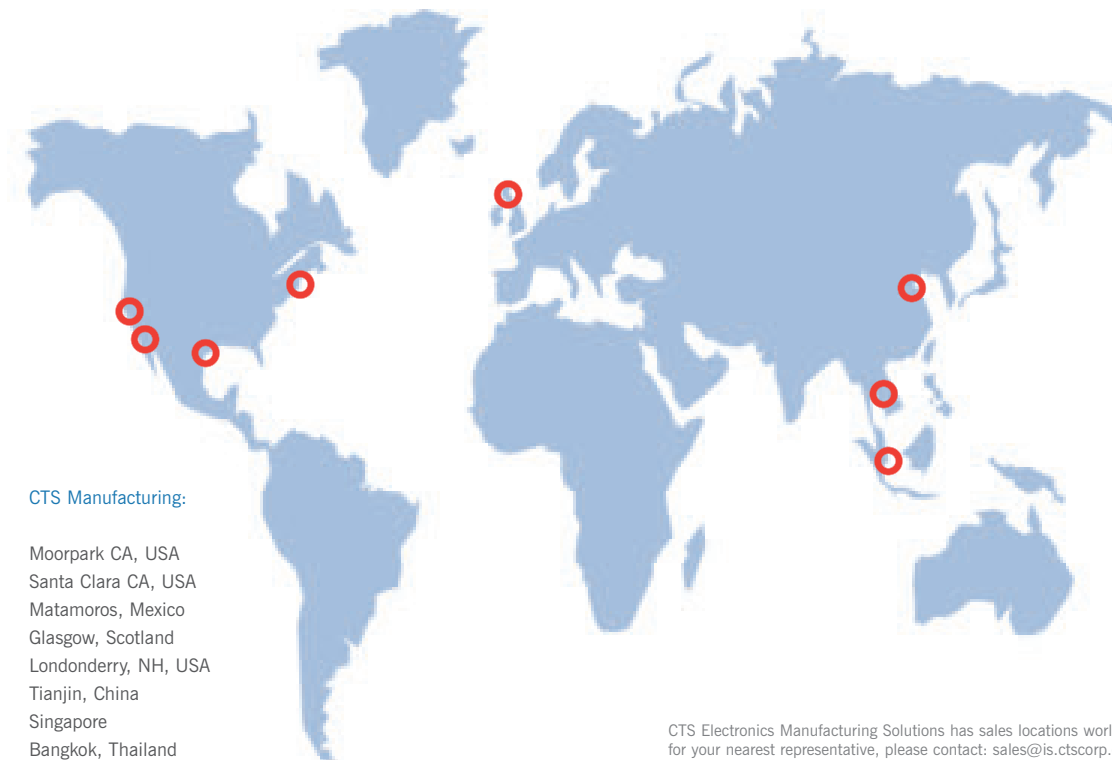 CTS Manufacturing:
Moorpark CA, USA
Santa Clara CA, USA
Matamoros, Mexico
Glasgow, Scotland
Londonderry, NH, USA
Tianjin, China
Singapore
Bangkok, Thailand
CTS Electronics Manufacturing Solutions has sales locations worl
for your nearest representative, please contact: sales@is.ctscorp.